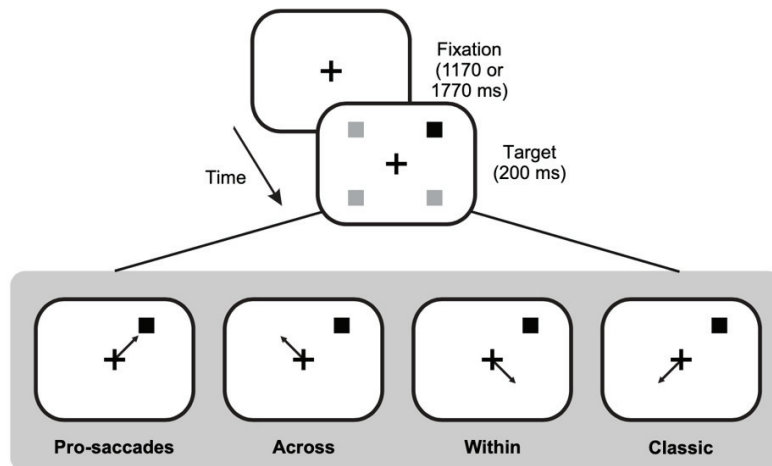 Fixation
(1170 or
1770 ms)
Target
(200 ms)
Time
Pro-saccades
Across
Within
Classic